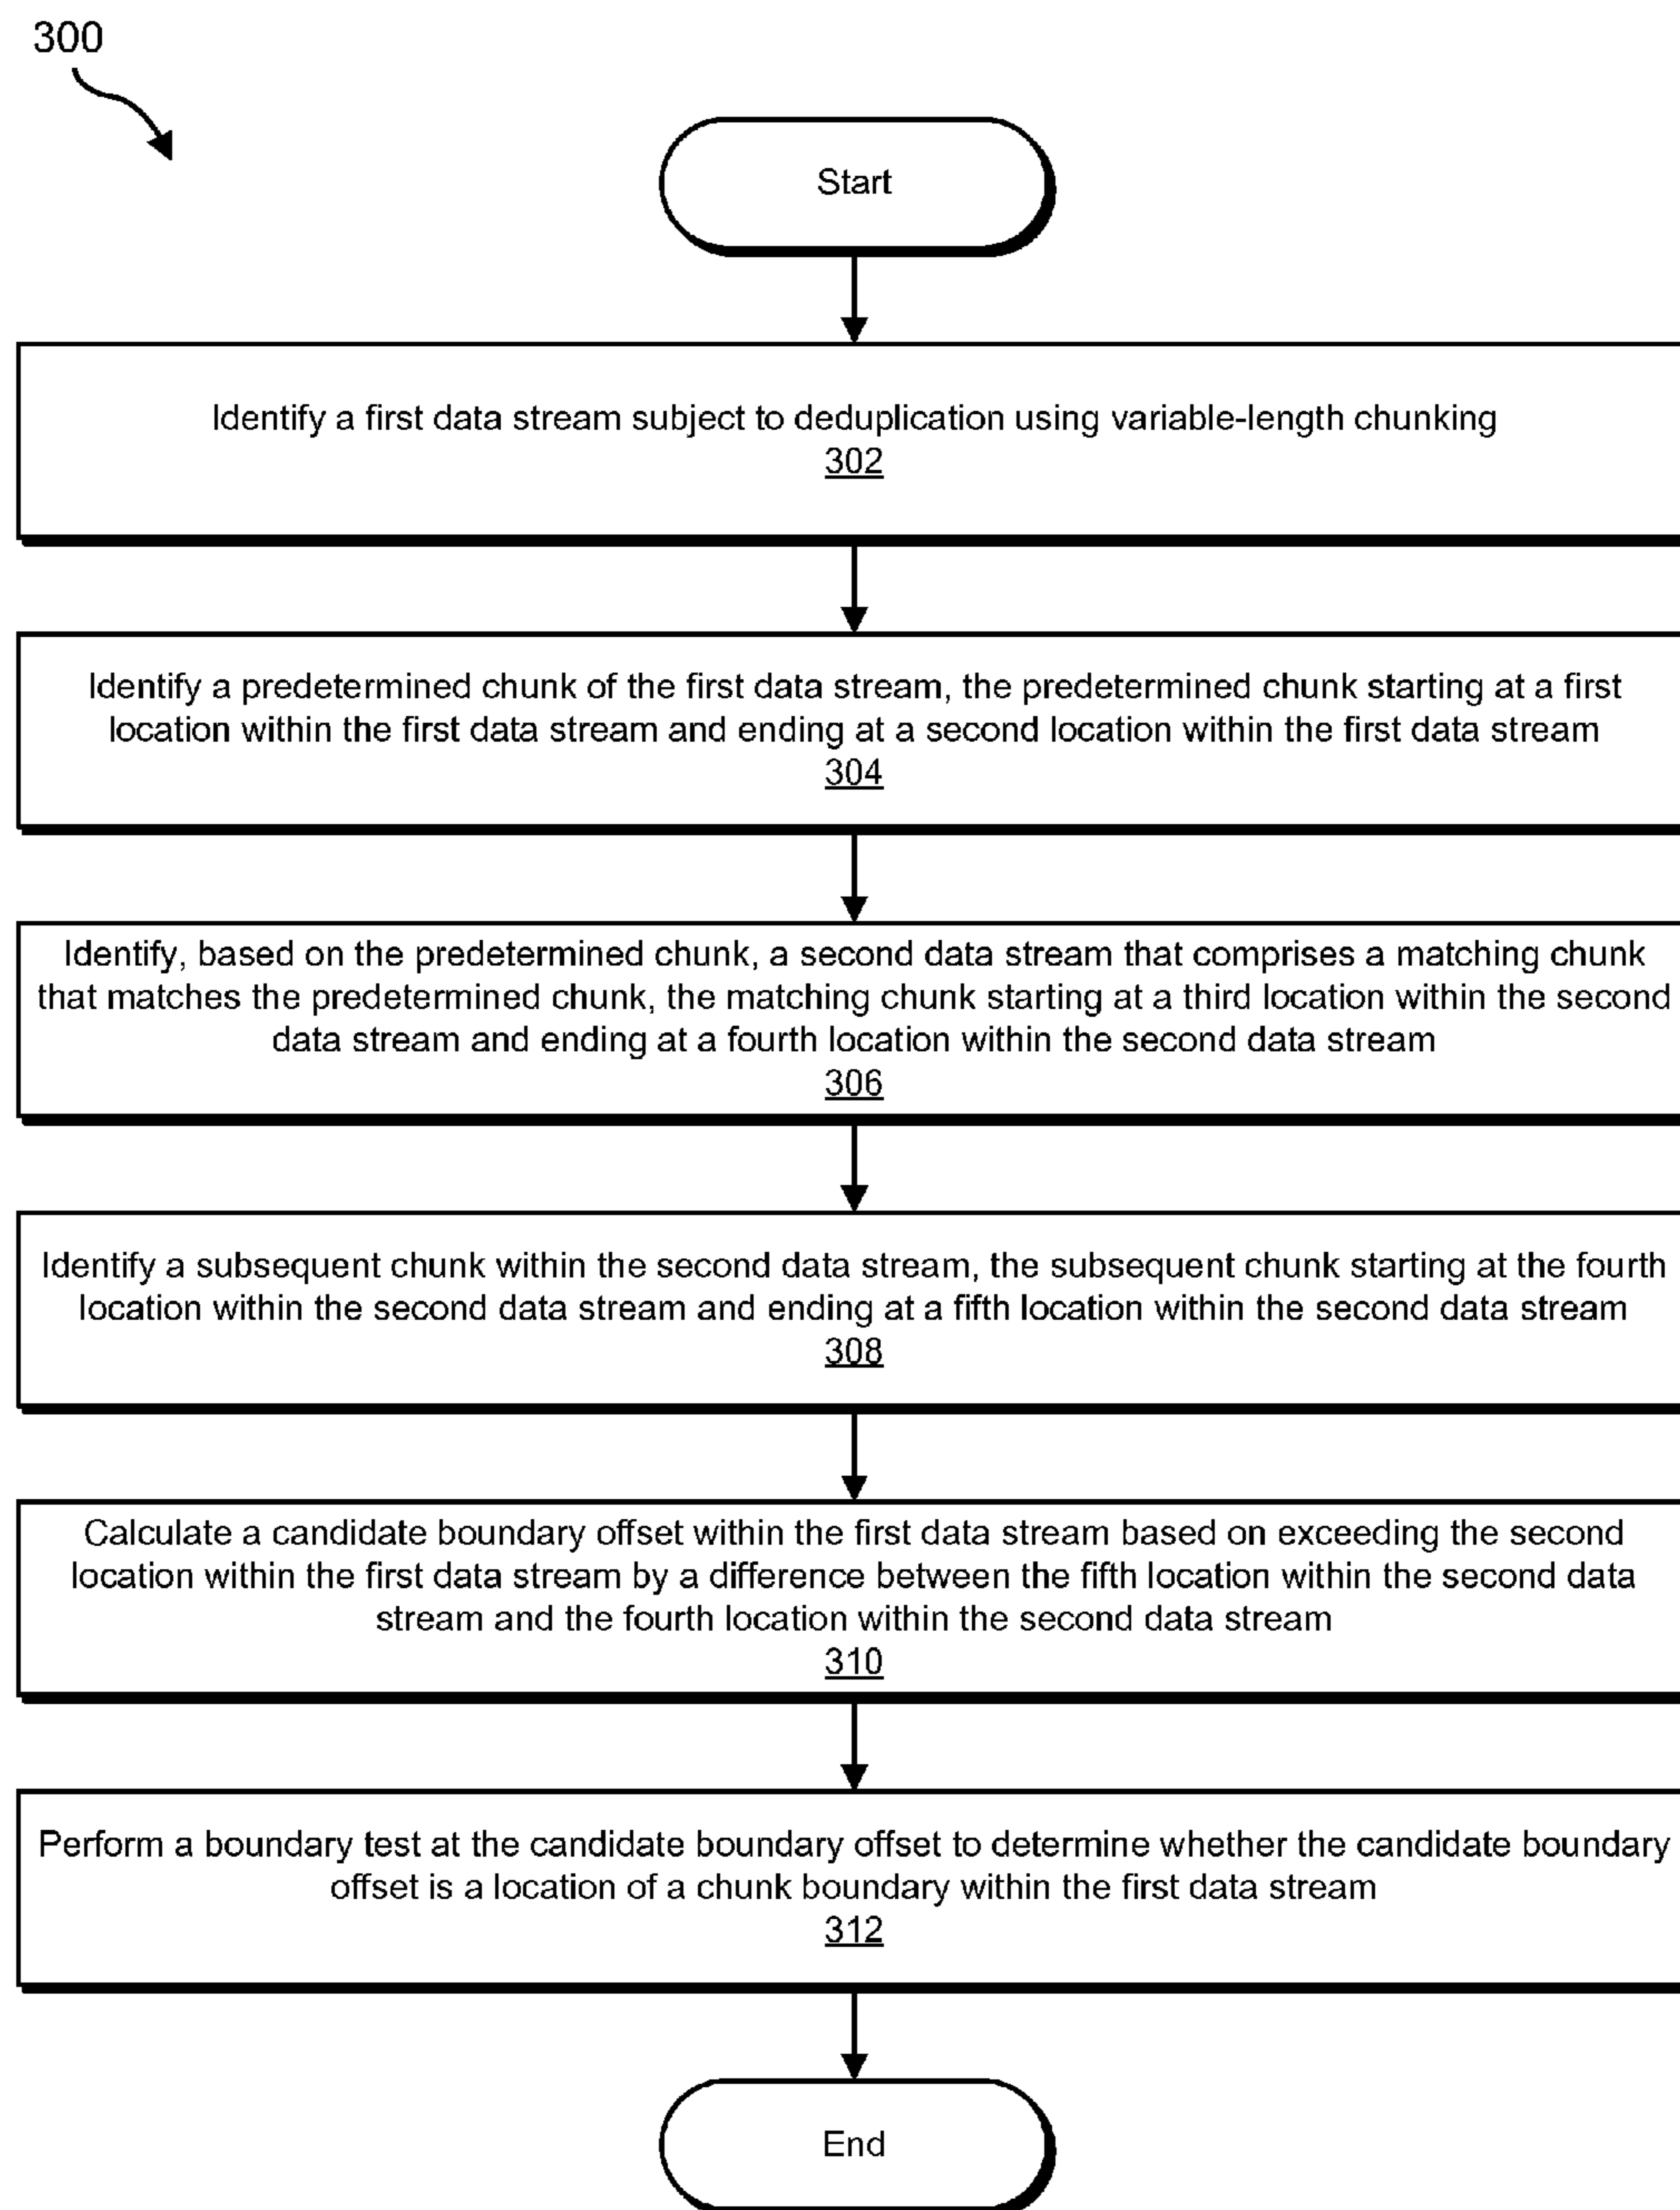 300
Start
Identify a first data stream subject to deduplication using variable-length chunking
302
Identify a predetermined chunk of the first data stream, the predetermined chunk starting at a first
location within the first data stream and ending at a second location within the first data stream
304
Identify, based on the predetermined chunk, a second data stream that comprises a matching chunk
that matches the predetermined chunk, the matching chunk starting at a third location within the second
data stream and ending at a fourth location within the second data stream
306
Identify a subsequent chunk within the second data stream, the subsequent chunk starting at the fourth
location within the second data stream and ending at a fifth location within the second data stream
308
Calculate a candidate boundary offset within the first data stream based on exceeding the second
location within the first data stream by a difference between the fifth location within the second data
stream and the fourth location within the second data stream
310
Perform a boundary test at the candidate boundary offset to determine whether the candidate boundary
offset is a location of a chunk boundary within the first data stream
312
End